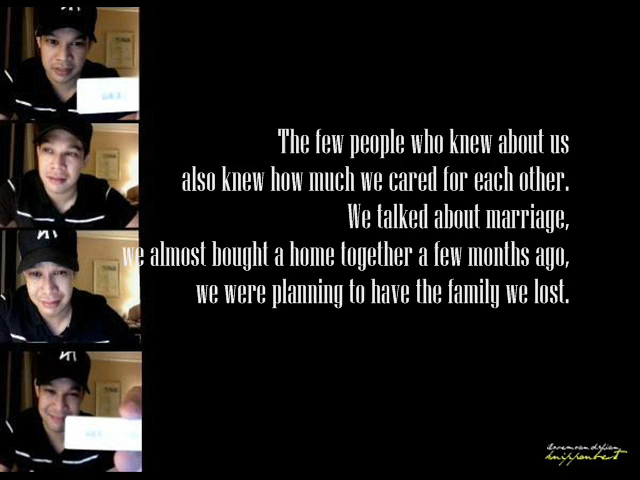 The few people who knew about us
also knew how much we cared for each other.
We talked about marriage,
we almost bought a home together a few months ago,
we were planning to have the family we lost.